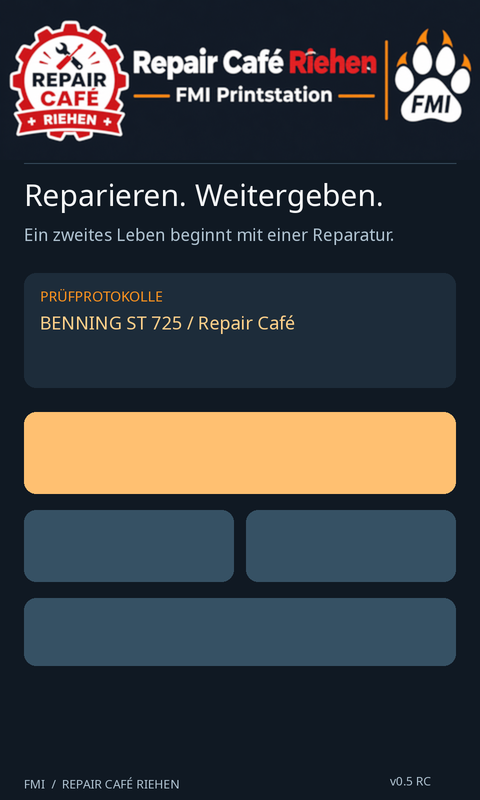 REPAIR
CAFÉ
RIEHEN
Repair Café Riehen
FMI Printstation
FMI
Reparieren. Weitergeben.
Ein zweites Leben beginnt mit einer Reparatur.
PRÜFPROTOKOLLE
BENNING ST 725 / Repair Café
FMI / REPAIR CAFÉ RIEHEN
v0.5 RC